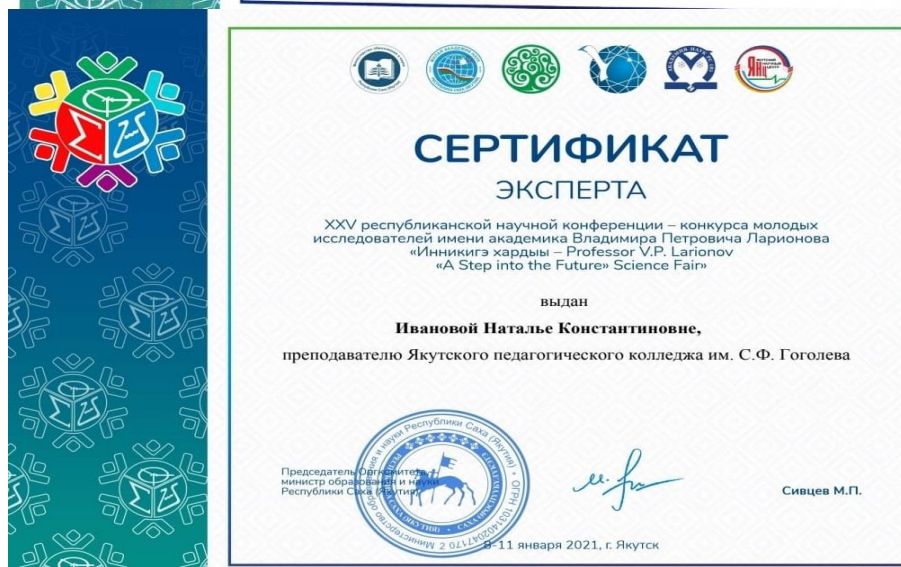 СЕРТИФИКАТ
ЭКСПЕРТА
XXV республиканской научной конференции – конкурса молодых
исследователей имени академика Владимира Петровича Ларионова
«Инникигэ хардыы – Professor V.P. Larionov
«A Step into the Future» Science Fair»
выдан
Ивановой Наталье Константиновне,
преподавателю Якутского педагогического колледжа им. С.Ф. Гоголева
Председатель Оргкомитета,
министр образования и науки
Республики Саха (Якутия)
Сивцев М.П.
8-11 января 2021, г. Якутск